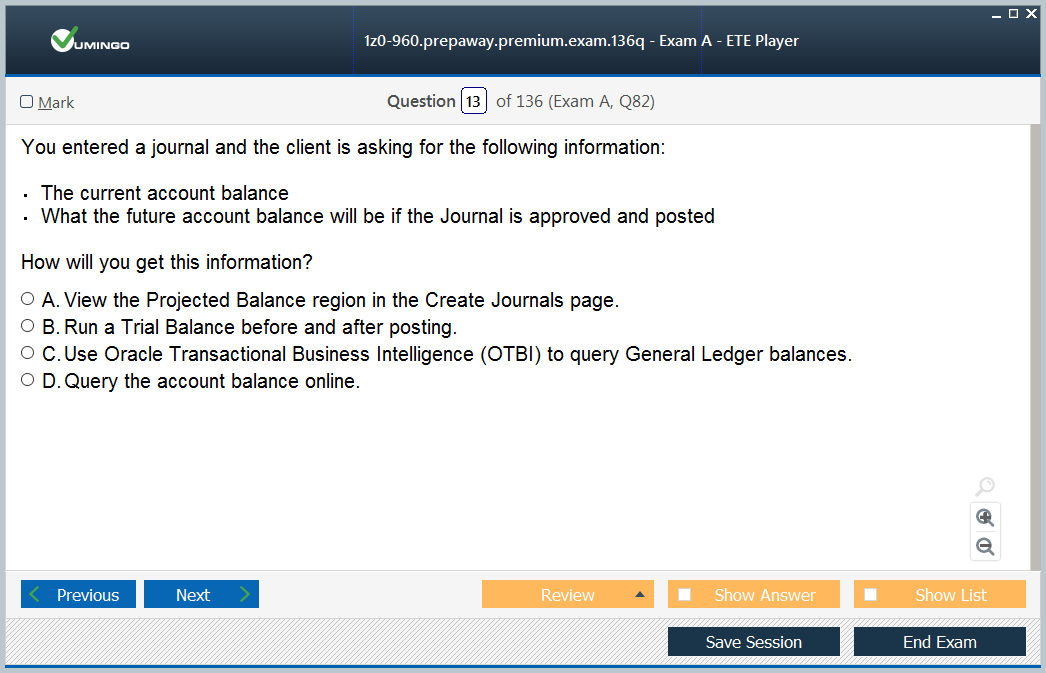 VUMINGO
1z0-960.prepaway.premium.exam.136q - Exam A - ETE Player
Mark
Question 13 of 136 (Exam A, Q82)
You entered a journal and the client is asking for the following information:
· The current account balance
· What the future account balance will be if the Journal is approved and posted
How will you get this information?
A. View the Projected Balance region in the Create Journals page.
B. Run a Trial Balance before and after posting.
C. Use Oracle Transactional Business Intelligence (OTBI) to query General Ledger balances.
D. Query the account balance online.
Previous
Next
Review
Show Answer
Show List
Save Session
End Exam